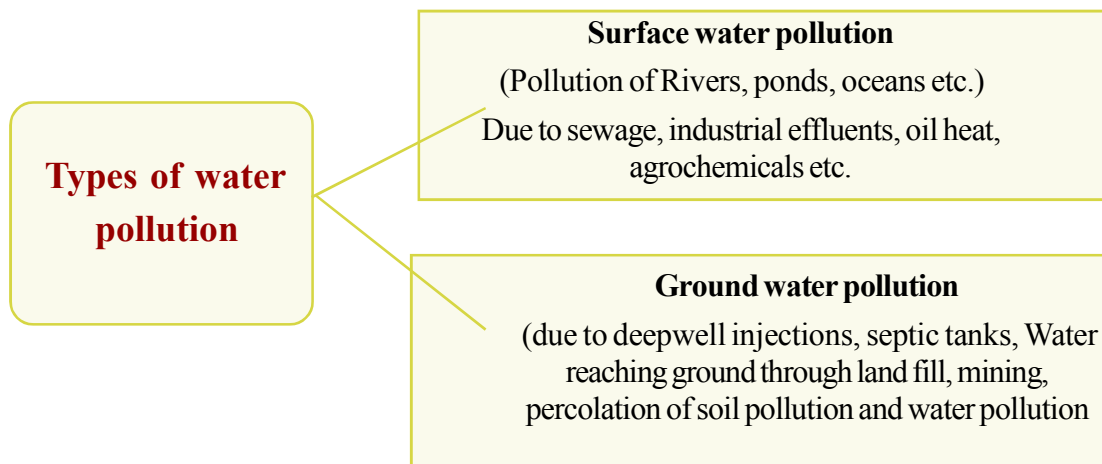 Types of water
pollution
Surface water pollution
(Pollution of Rivers, ponds, oceans etc.)
Due to sewage, industrial effluents, oil heat,
agrochemicals etc.
Ground water pollution
(due to deepwell injections, septic tanks, Water
reaching ground through land fill, mining,
percolation of soil pollution and water pollution